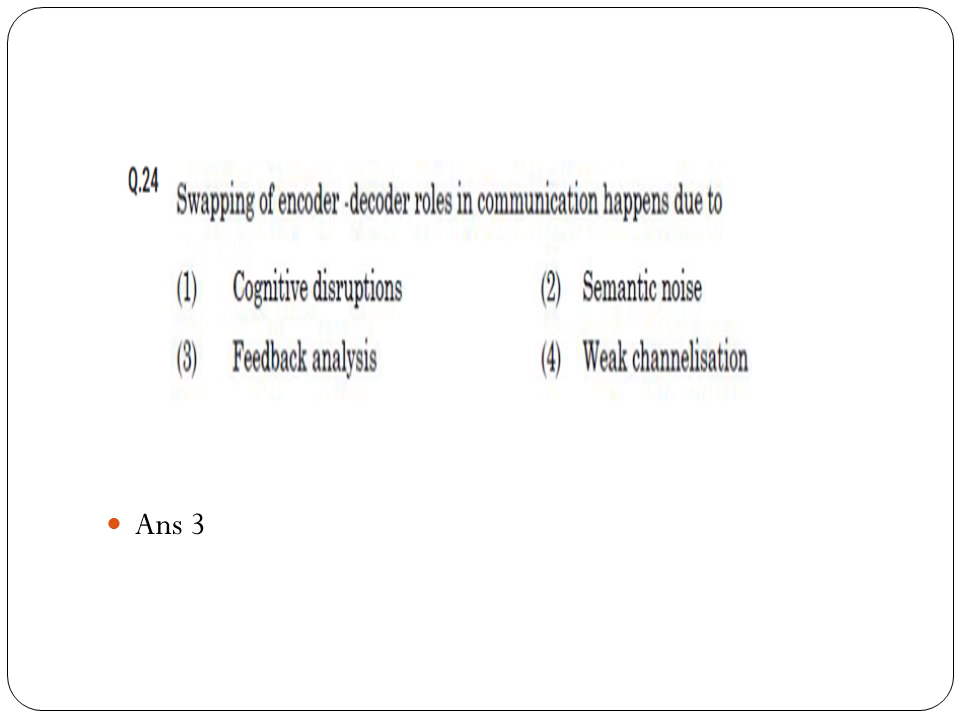 Q.24
Swapping of encoder -decoder roles in communication happens due to
(1) Cognitive disruptions (2) Semantic noise
(3) Feedback analysis (4) Weak channelisation
• Ans 3